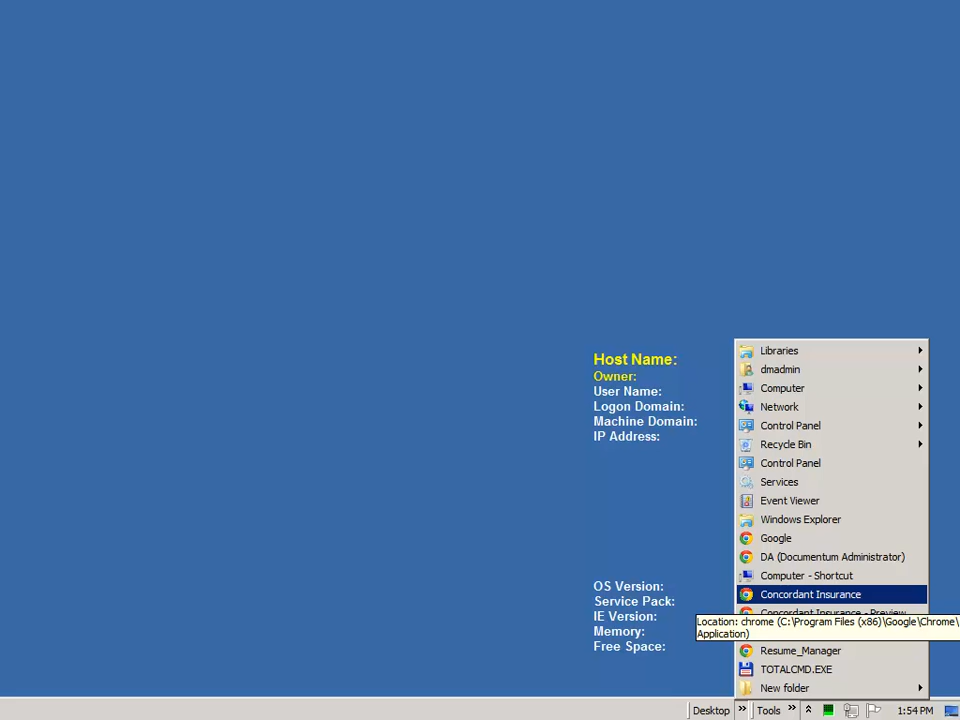 Host Name:
Owner:
User Name:
Logon Domain:
Machine Domain:
IP Address:
OS Version:
Service Pack:
IE Version:
Memory:
Free Space:
Libraries
dmadmin
Computer
Network
Control Panel
Recycle Bin
Control Panel
Services
Event Viewer
Windows Explorer
Google
DA (Documentum Administrator)
Computer - Shortcut
Concordant Insurance
Concordant Insurance - Preview
Location: chrome (C:\Program Files (x86)\Google\Chrome\
Application)
Resume_Manager
TOTALCMD.EXE
New folder
Desktop
Tools
1:54 PM